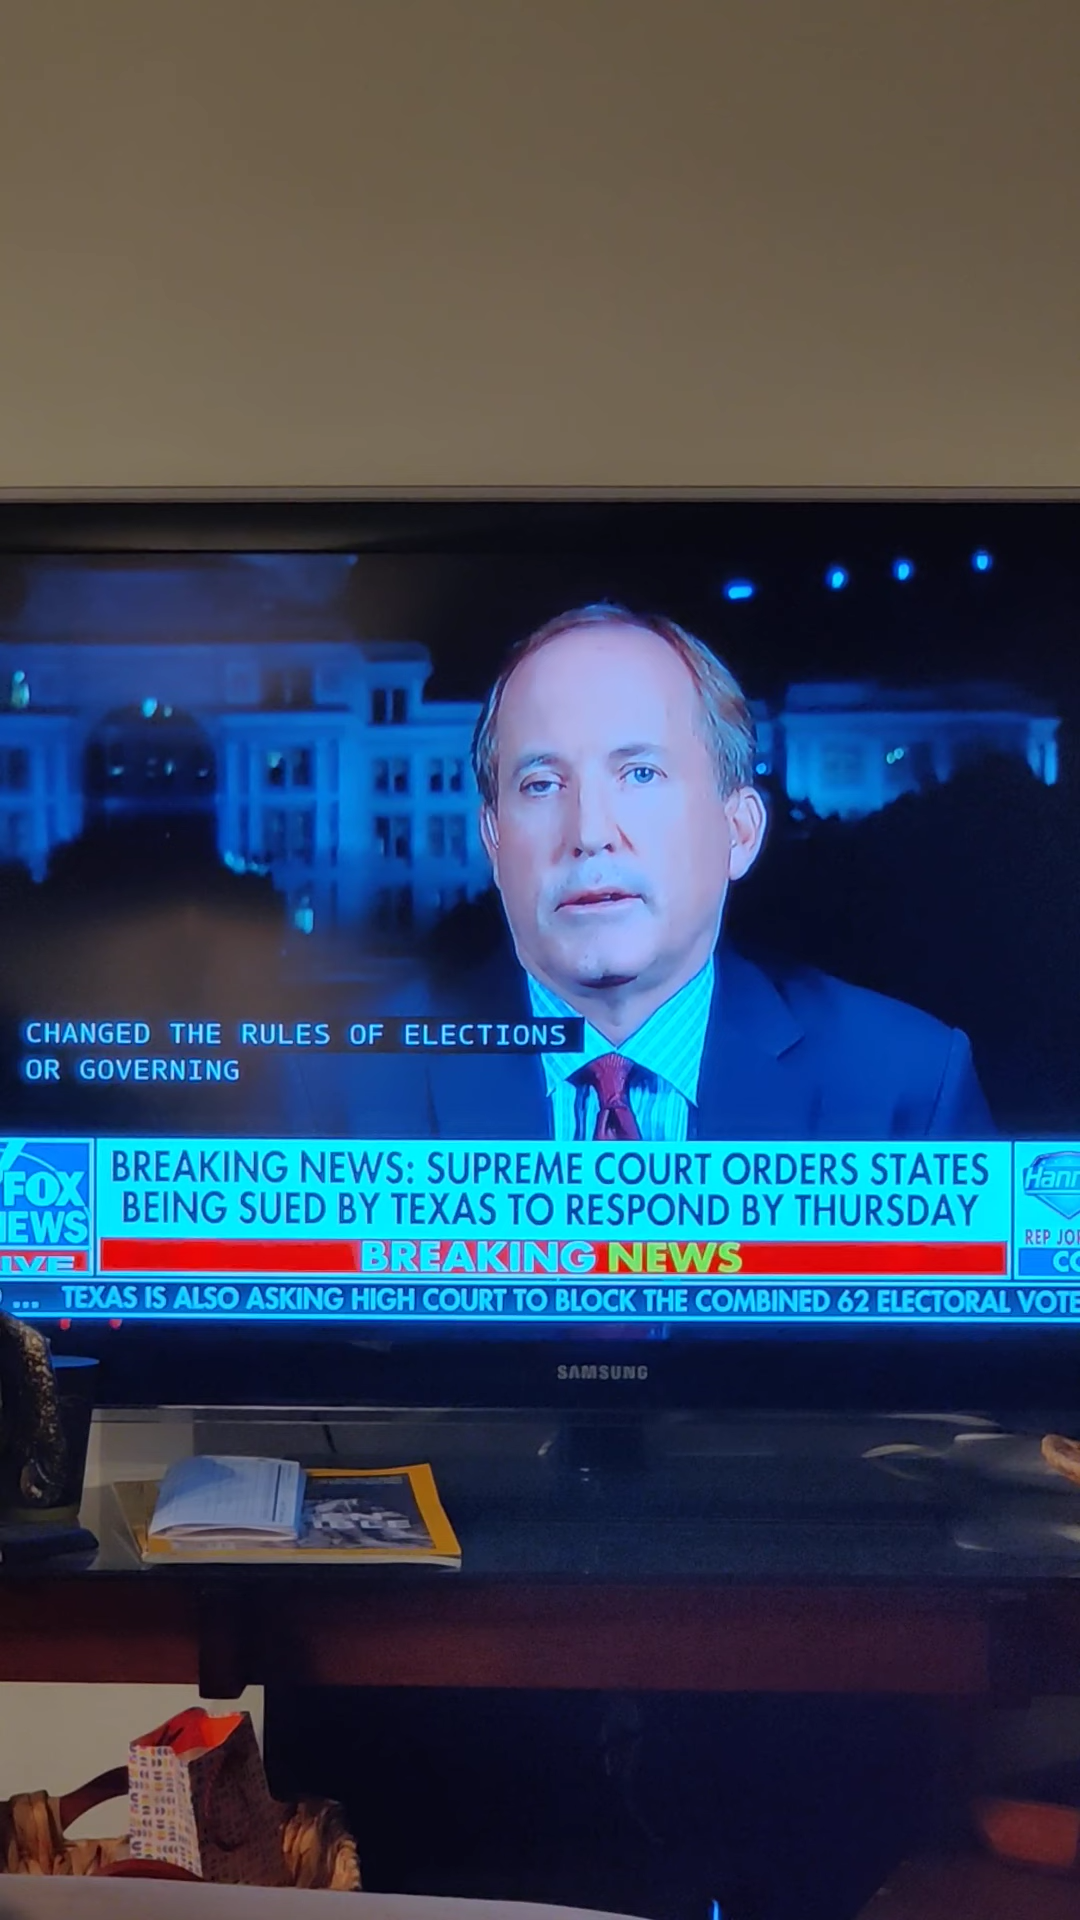 CHANGED THE RULES OF ELECTIONS
OR GOVERNING
FOX
NEWS
LIVE
BREAKING NEWS: SUPREME COURT ORDERS STATES
BEING SUED BY TEXAS TO RESPOND BY THURSDAY
BREAKING NEWS
REP
... TEXAS IS ALSO ASKING HIGH COURT TO BLOCK THE COMBINED 62 ELECTORAL VOTE
SAMSUNG